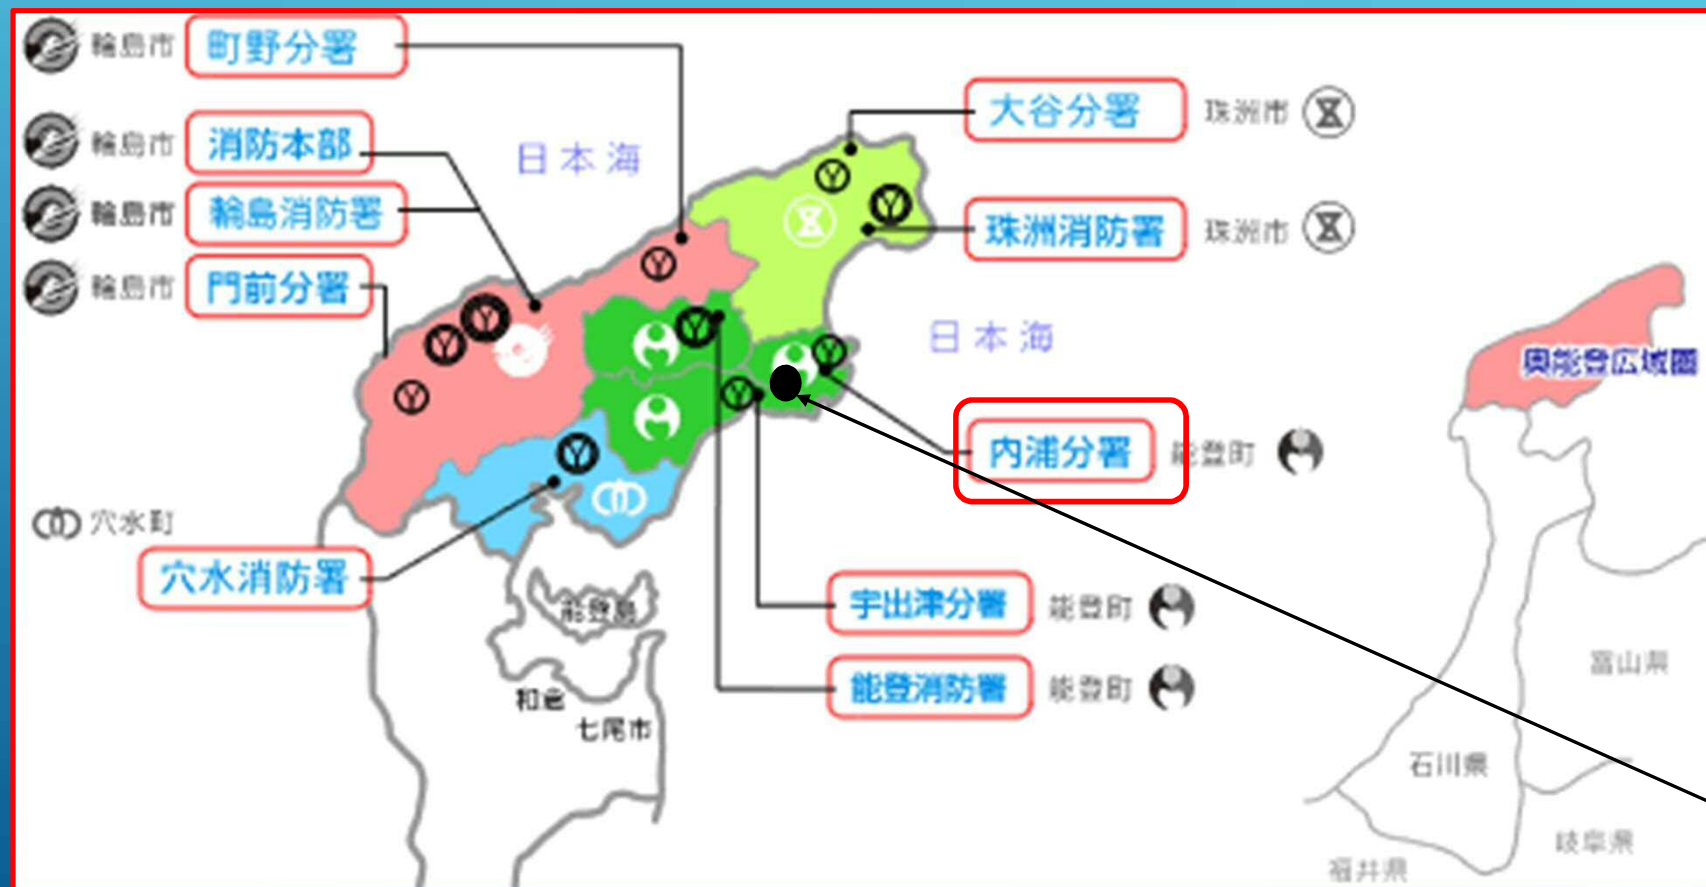 輪島市 町野分署
輪島市 消防本部
輪島市 輪島消防署
輪島市 門前分署
日本海
大谷分署 珠洲市
珠洲消防署 珠洲市
日本海
奥能登広域圏
内浦分署 能登町
穴水町
穴水消防署
能登島
宇出津分署 能登町
能登消防署 能登町
和倉
七尾市
富山県
石川県
岐阜県
福井県